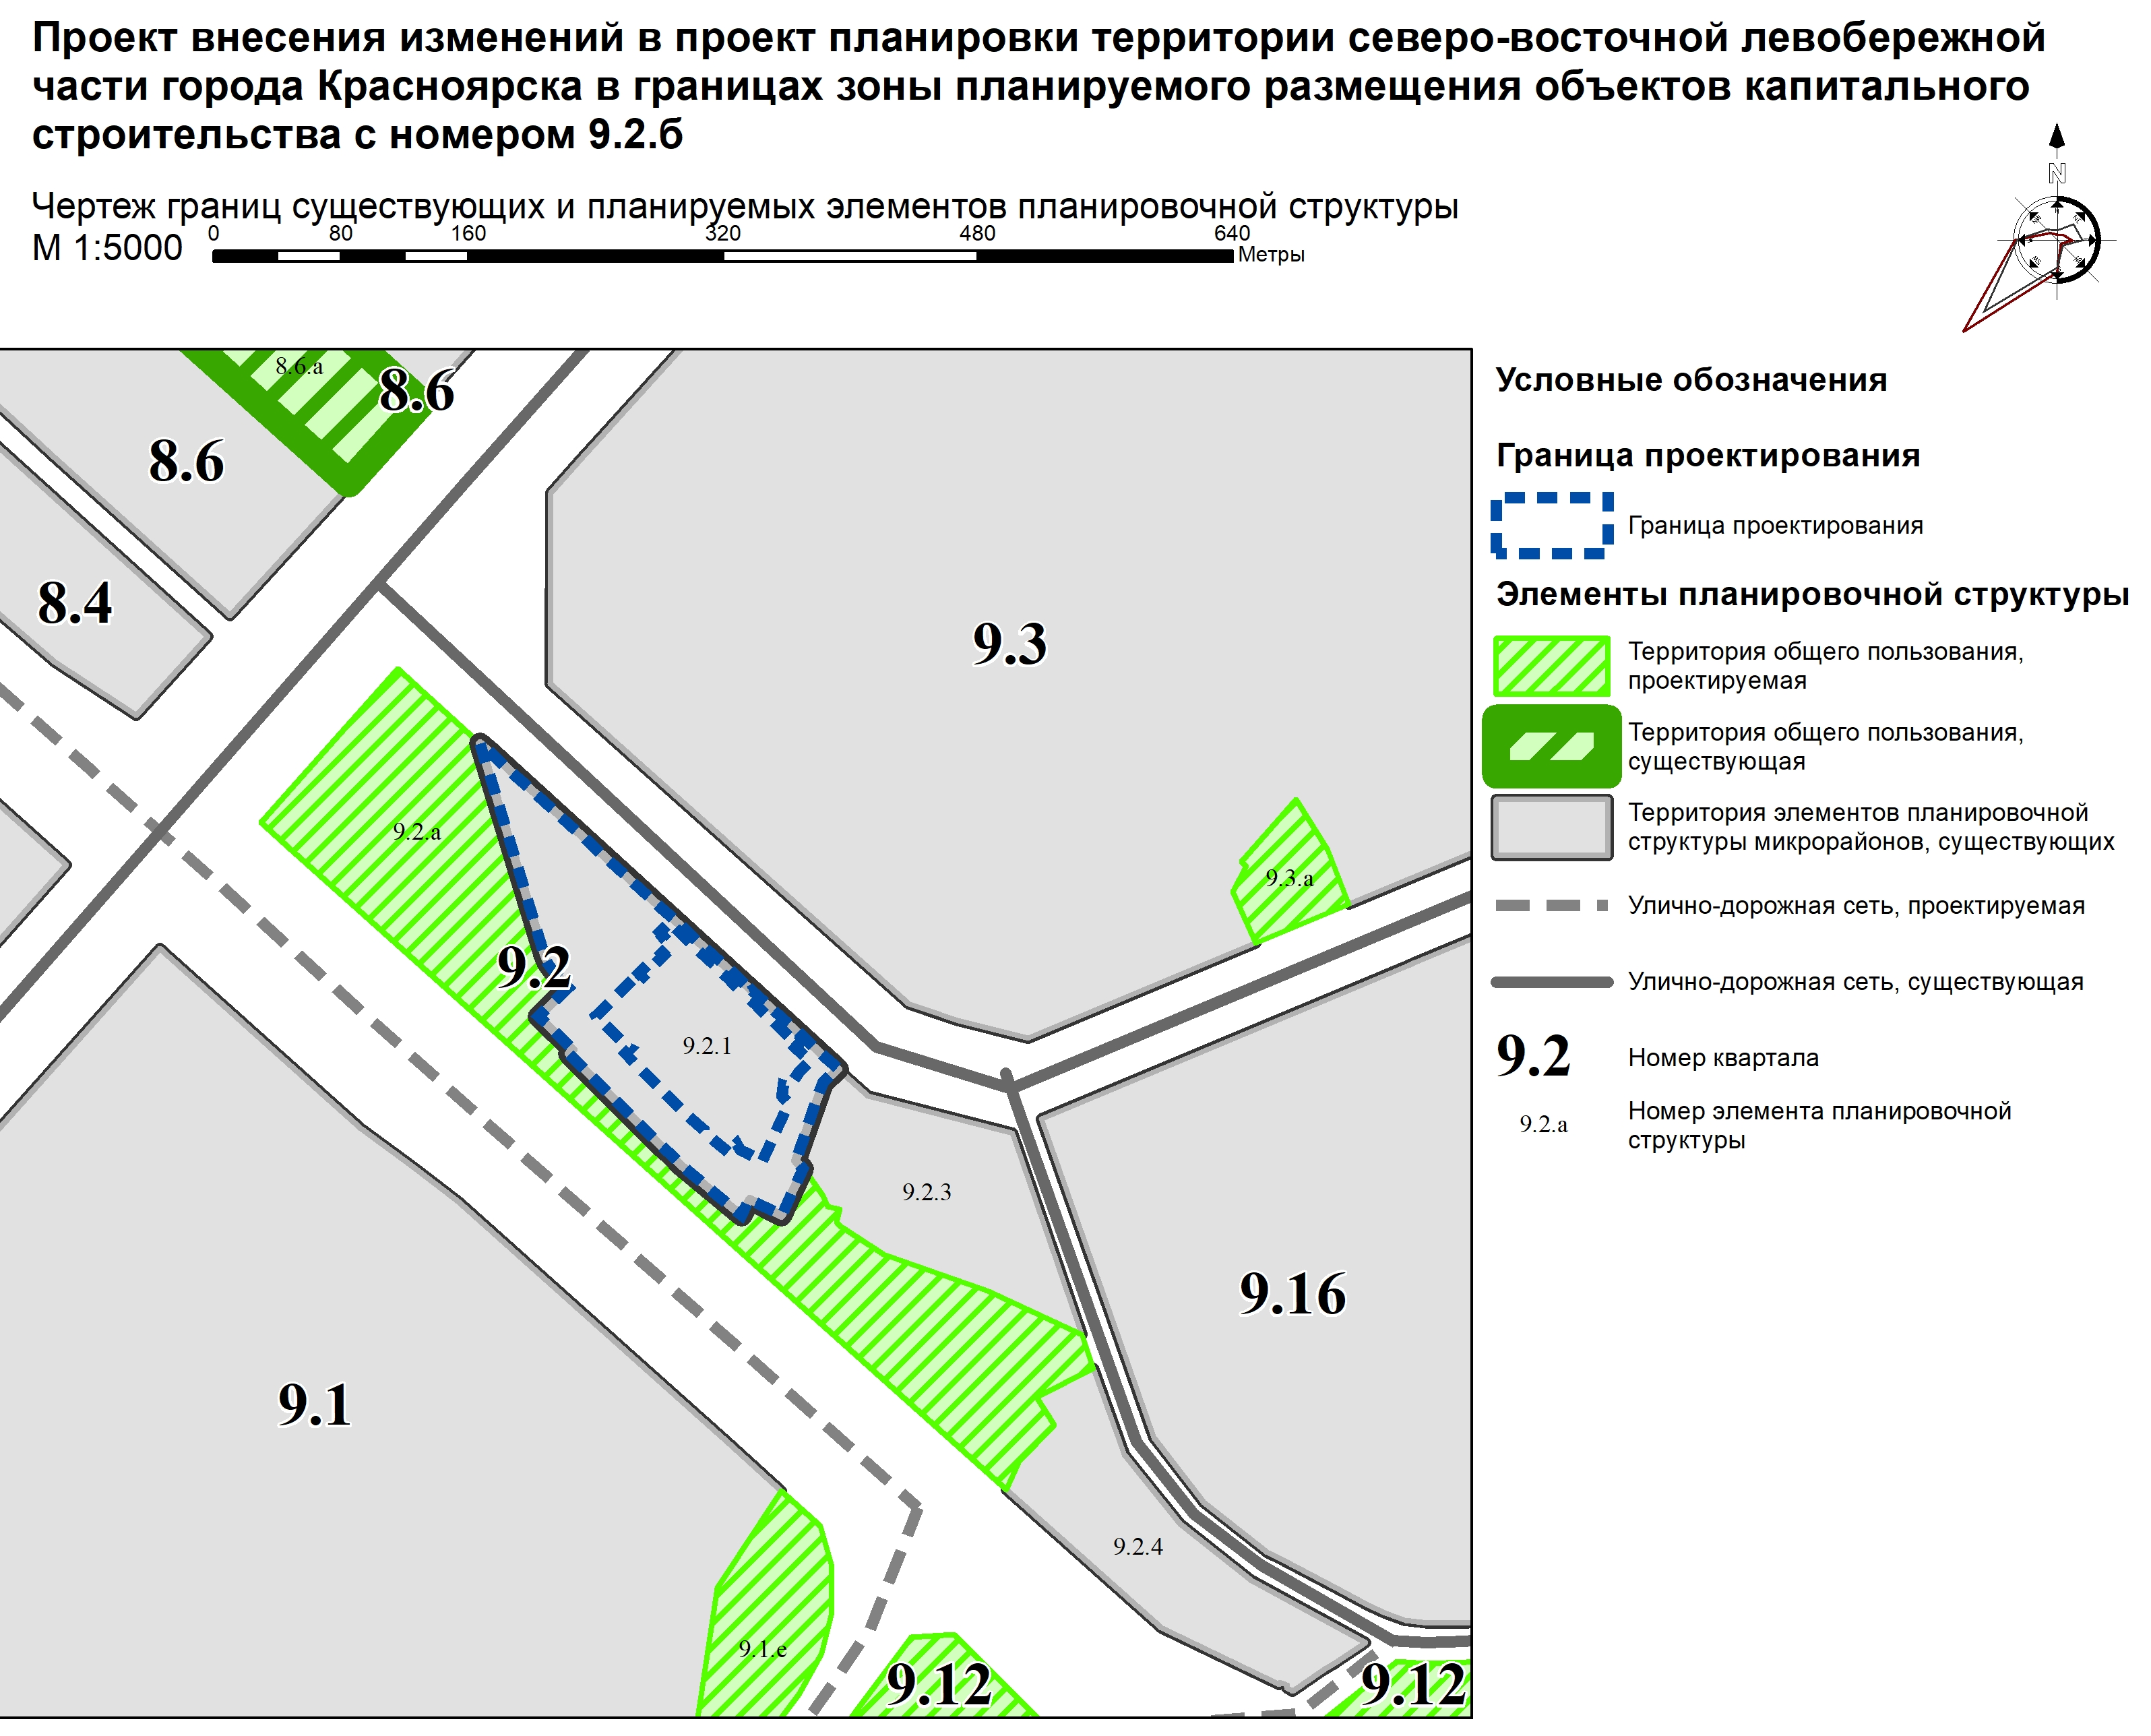 Проект внесения изменений в проект планировки территории северо-восточной левобережной
части города Красноярска в границах зоны планируемого размещения объектов капитального
строительства с номером 9.2.б
Чертеж границ существующих и планируемых элементов планировочной структуры
М 1:5000
0 80 160 320 480 640
Метры
N
8.6.а
8.6
8.6
8.4
9.3
9.2.а
9.3.а
9.2
9.2.1
9.2.3
9.16
9.1
9.2.4
9.1.е
9.12
9.12
Условные обозначения
Граница проектирования
Граница проектирования
Элементы планировочной структуры
Территория общего пользования,
проектируемая
Территория общего пользования,
существующая
Территория элементов планировочной
структуры микрорайонов, существующих
Улично-дорожная сеть, проектируемая
Улично-дорожная сеть, существующая
9.2
Номер квартала
9.2.а
Номер элемента планировочной
структуры